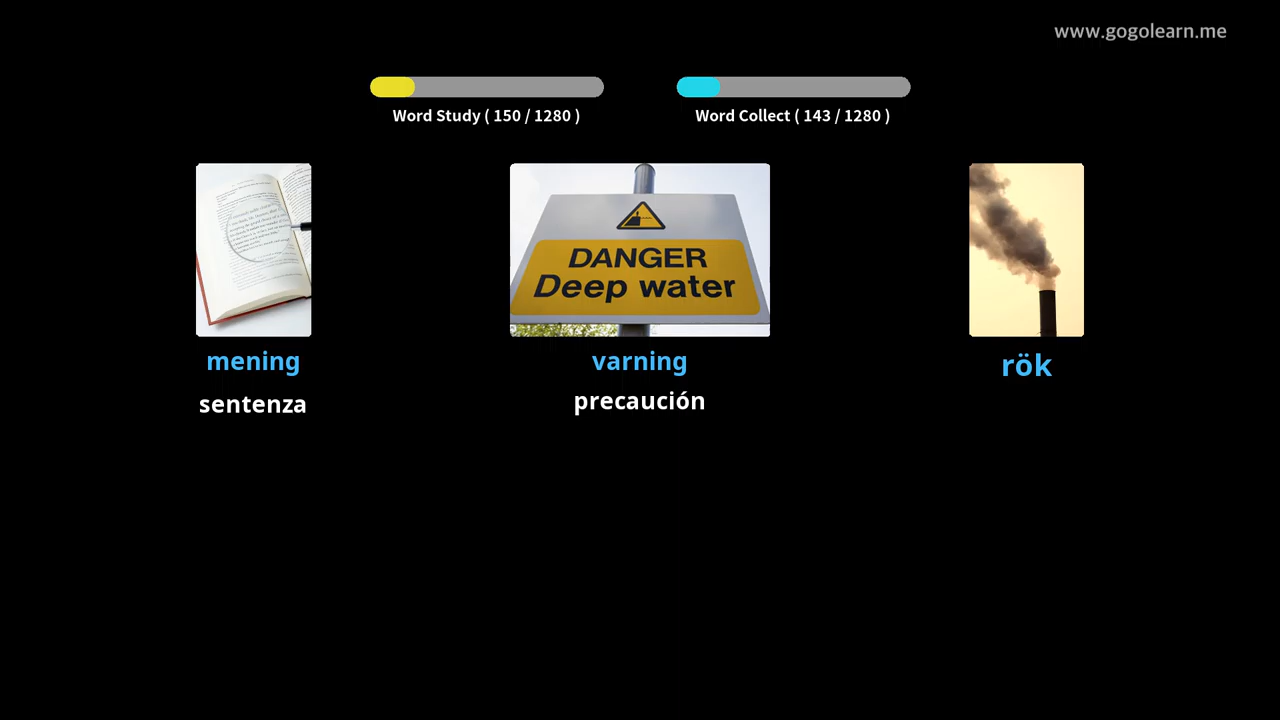 www.gogolearn.me
Word Study ( 150 / 1280 )
Word Collect ( 143 / 1280 )
DANGER
Deep water
mening
varning
rök
sentenza
precaución